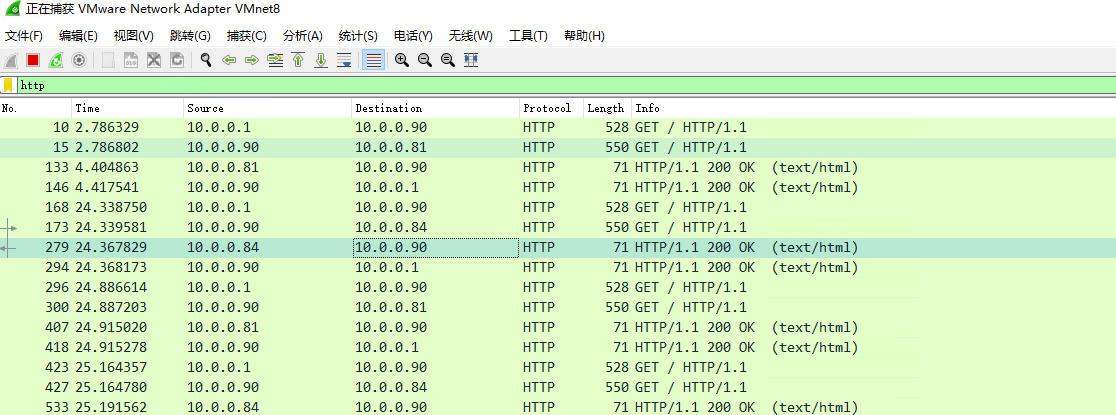 正在捕获 VMware Network Adapter VMnet8
文件(F) 编辑(E) 视图(V) 跳转(G) 捕获(C) 分析(A) 统计(S) 电话(Y) 无线(W) 工具(T) 帮助(H)
http
No. Time Source Destination Protocol Length Info
10 2.786329 10.0.0.1 10.0.0.90 HTTP 528 GET / HTTP/1.1
15 2.786802 10.0.0.90 10.0.0.81 HTTP 550 GET / HTTP/1.1
133 4.404863 10.0.0.81 10.0.0.90 HTTP 71 HTTP/1.1 200 OK (text/html)
146 4.417541 10.0.0.90 10.0.0.1 HTTP 71 HTTP/1.1 200 OK (text/html)
168 24.338750 10.0.0.1 10.0.0.90 HTTP 528 GET / HTTP/1.1
173 24.339581 10.0.0.90 10.0.0.84 HTTP 550 GET / HTTP/1.1
279 24.367829 10.0.0.84 10.0.0.90 HTTP 71 HTTP/1.1 200 OK (text/html)
294 24.368173 10.0.0.90 10.0.0.1 HTTP 71 HTTP/1.1 200 OK (text/html)
296 24.886614 10.0.0.1 10.0.0.90 HTTP 528 GET / HTTP/1.1
300 24.887203 10.0.0.90 10.0.0.81 HTTP 550 GET / HTTP/1.1
407 24.915020 10.0.0.81 10.0.0.90 HTTP 71 HTTP/1.1 200 OK (text/html)
418 24.915278 10.0.0.90 10.0.0.1 HTTP 71 HTTP/1.1 200 OK (text/html)
423 25.164357 10.0.0.1 10.0.0.90 HTTP 528 GET / HTTP/1.1
427 25.164780 10.0.0.90 10.0.0.84 HTTP 550 GET / HTTP/1.1
533 25.191562 10.0.0.84 10.0.0.90 HTTP 71 HTTP/1.1 200 OK (text/html)